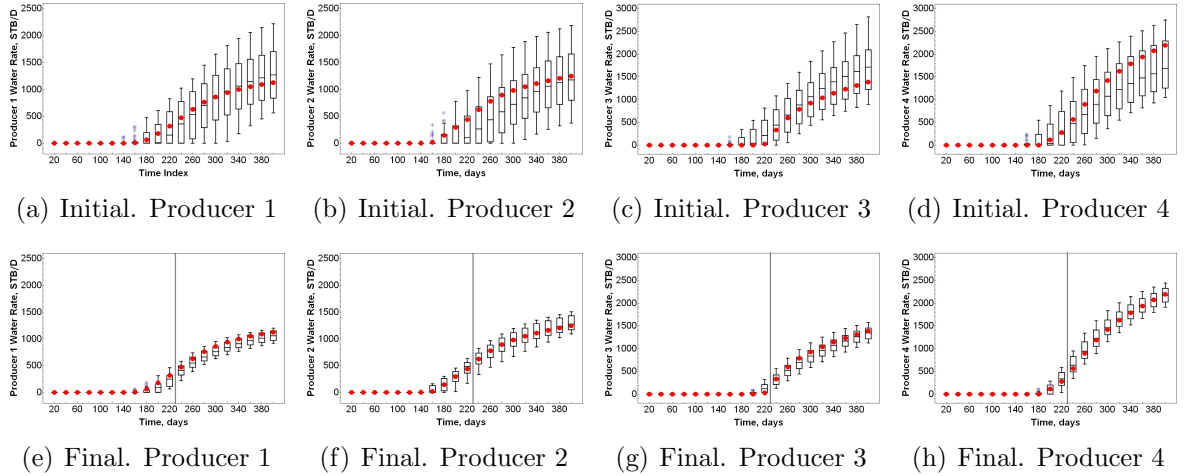 Producer 1 Water Rate, STB/D
2500
2000
1500
1000
500
0
20 60 100 140 180 220 260 300 340 380
Time Index
(a) Initial. Producer 1
Producer 2 Water Rate, STB/D
2500
2000
1500
1000
500
0
20 60 100 140 180 220 260 300 340 380
Time, days
(b) Initial. Producer 2
Producer 3 Water Rate, STB/D
3000
2500
2000
1500
1000
500
0
20 60 100 140 180 220 260 300 340 380
Time, days
(c) Initial. Producer 3
Producer 4 Water Rate, STB/D
3000
2500
2000
1500
1000
500
0
20 60 100 140 180 220 260 300 340 380
Time, days
(d) Initial. Producer 4
Producer 1 Water Rate, STB/D
2500
2000
1500
1000
500
0
20 60 100 140 180 220 260 300 340 380
Time, days
(e) Final. Producer 1
Producer 2 Water Rate, STB/D
2500
2000
1500
1000
500
0
20 60 100 140 180 220 260 300 340 380
Time, days
(f) Final. Producer 2
Producer 3 Water Rate, STB/D
3000
2500
2000
1500
1000
500
0
20 60 100 140 180 220 260 300 340 380
Time, days
(g) Final. Producer 3
Producer 4 Water Rate, STB/D
3000
2500
2000
1500
1000
500
0
20 60 100 140 180 220 260 300 340 380
Time, days
(h) Final. Producer 4